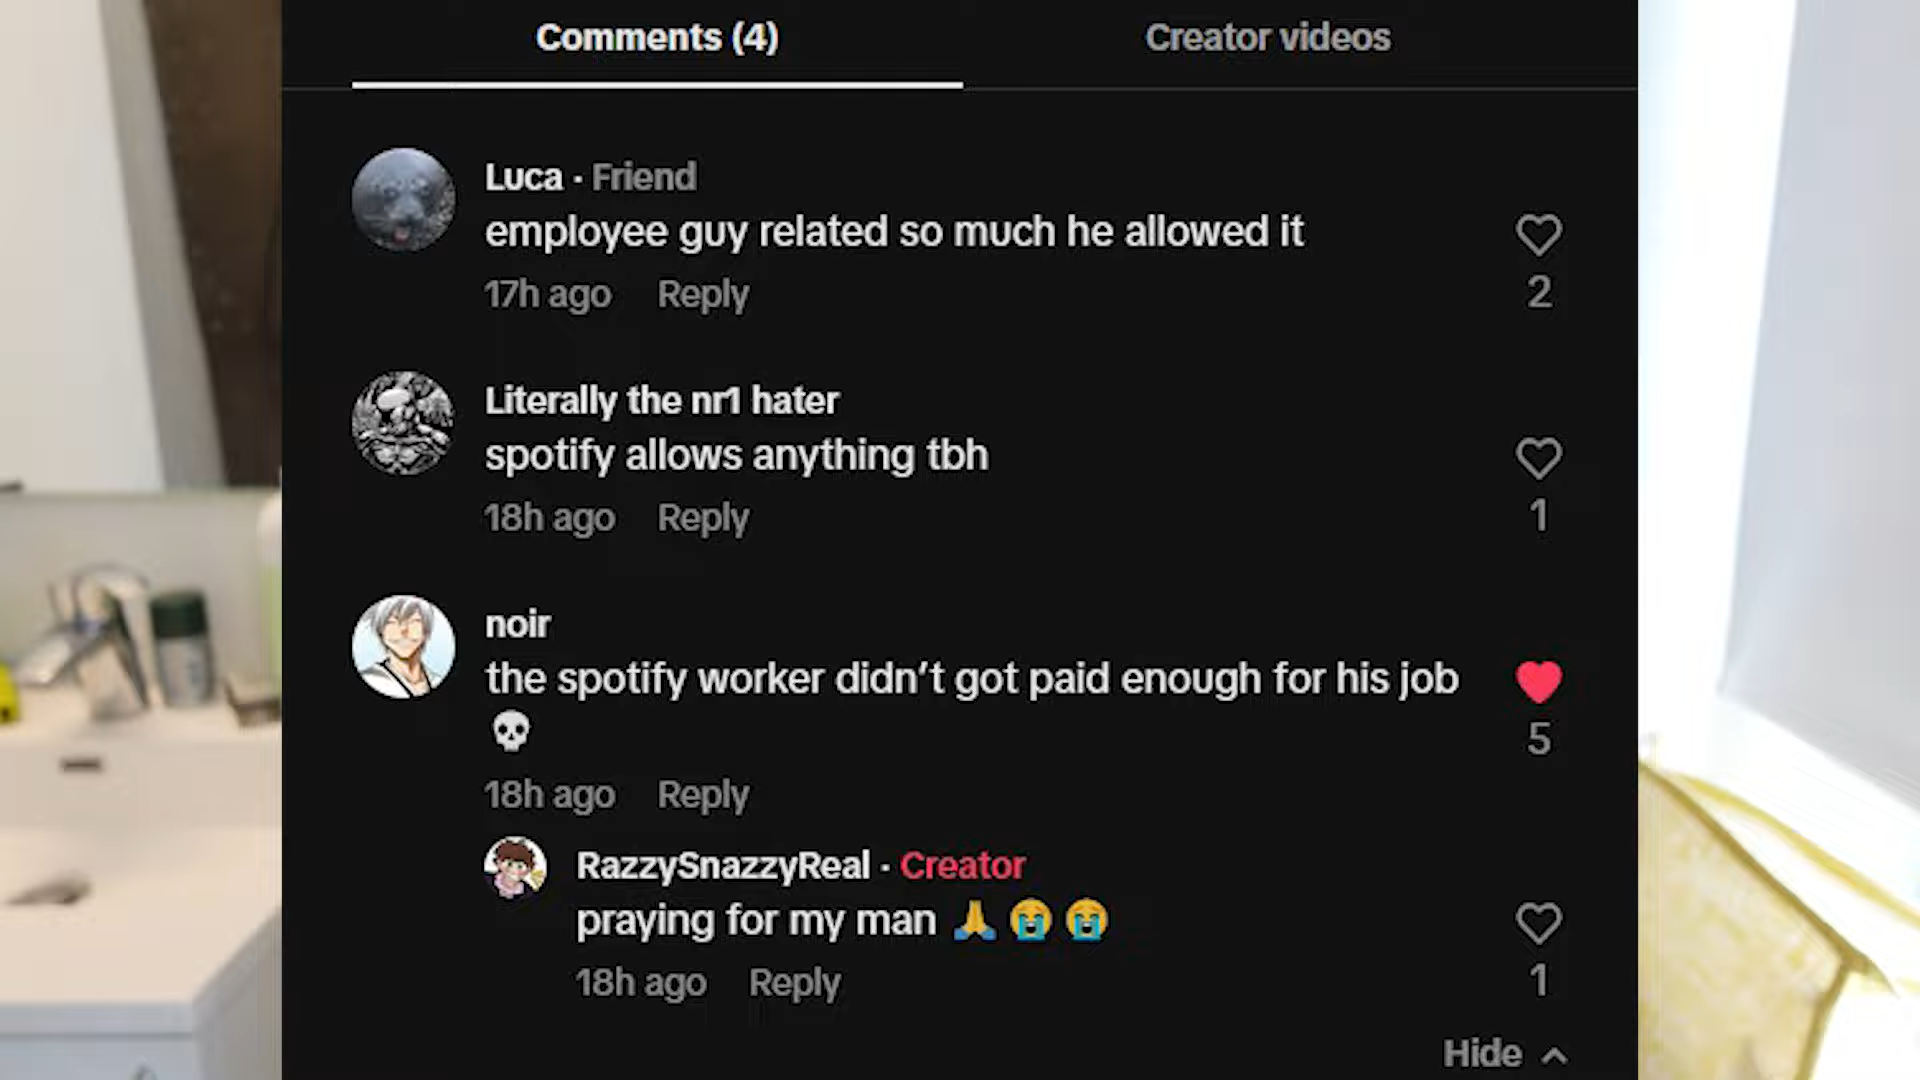 Comments (4)
Creator videos
Luca · Friend
employee guy related so much he allowed it
17h ago Reply
2
Literally the nr1 hater
spotify allows anything tbh
18h ago Reply
1
noir
the spotify worker didn't got paid enough for his job
💀
5
18h ago Reply
RazzySnazzyReal · Creator
praying for my man 🙏 😭 😭
18h ago Reply
1
Hide